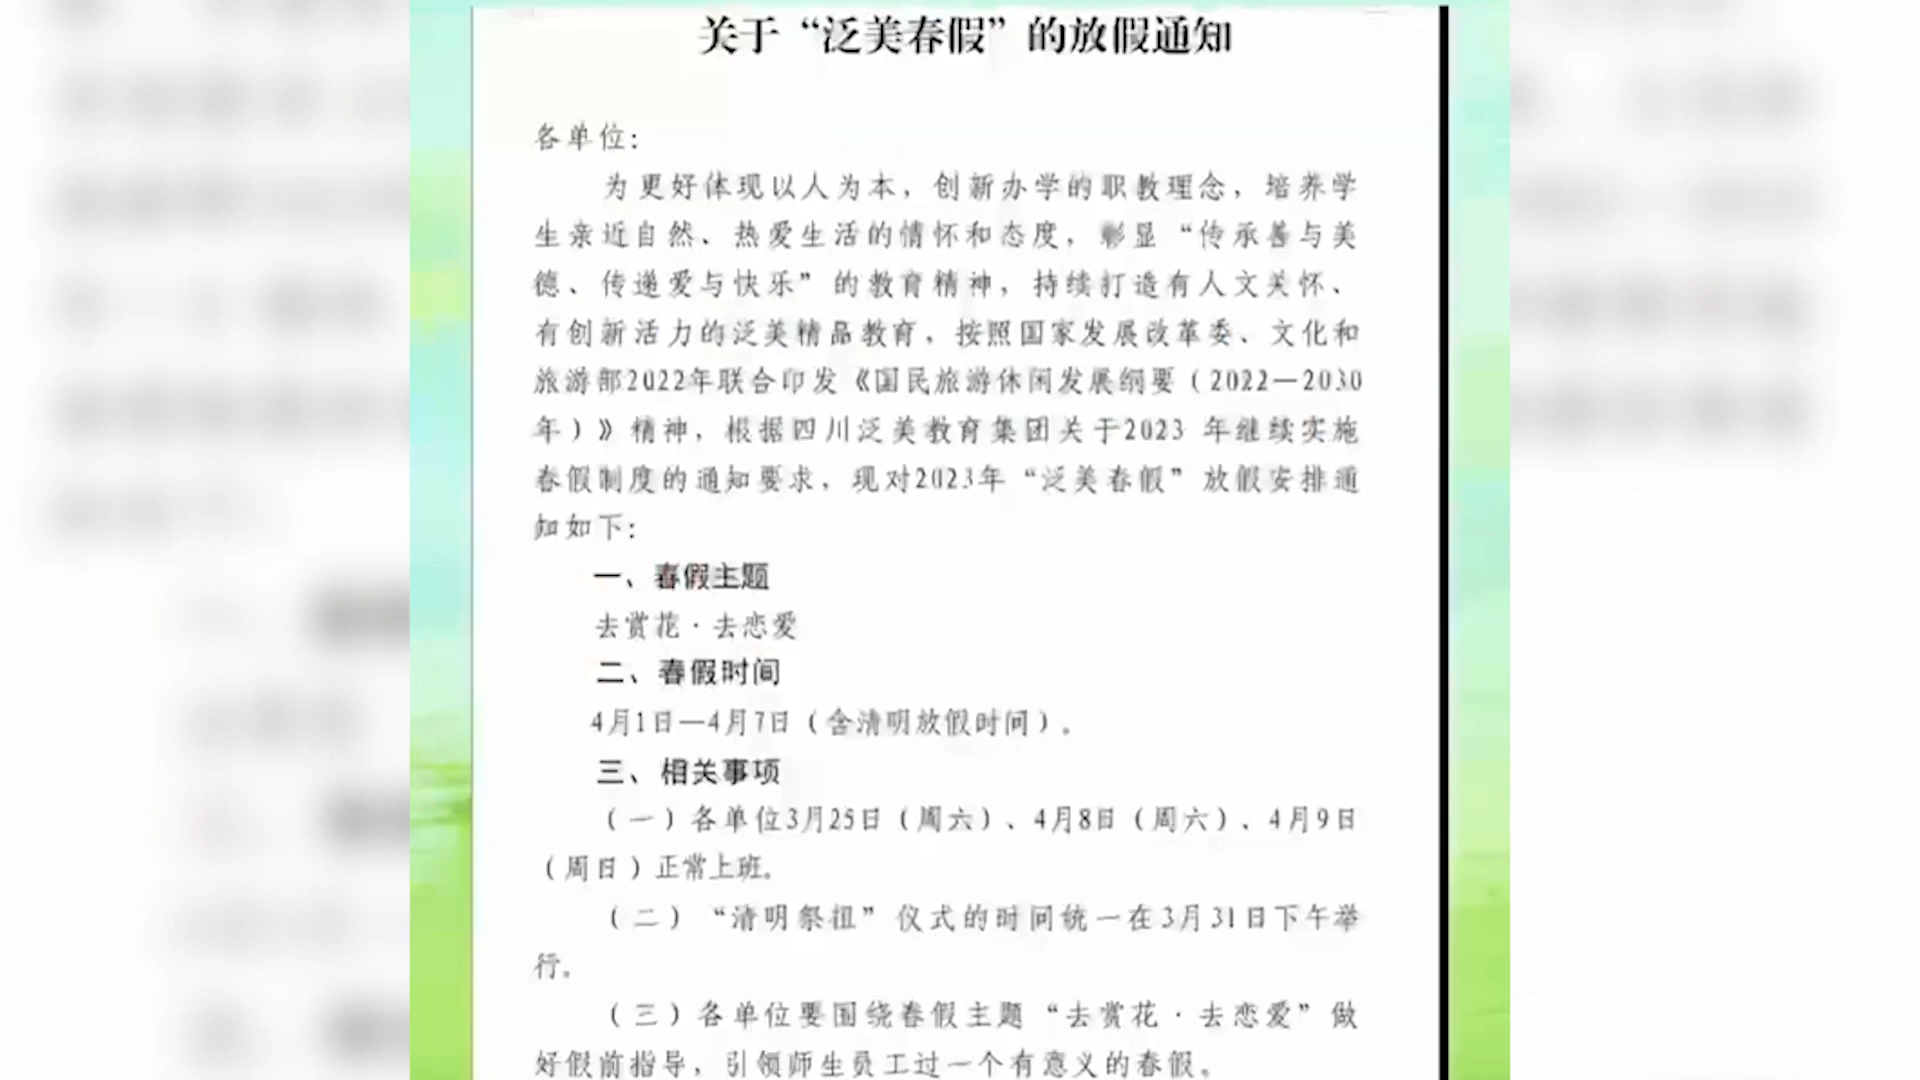 关于“泛美春假”的放假通知
各单位：
为更好体现以人为本，创新办学的职教理念，培养学
生亲近自然、热爱生活的情怀和态度，彰显“传承善与美
德、传递爱与快乐”的教育精神，持续打造有人文关怀、
有创新活力的泛美精品教育，按照国家发展改革委、文化和
旅游部2022年联合印发《国民旅游休闲发展纲要（2022—2030
年）》精神，根据四川泛美教育集团关于2023 年继续实施
春假制度的通知要求，现对2023年“泛美春假”放假安排通
知如下：
一、春假主题
去赏花·去恋爱
二、春假时间
4月1日—4月7日（含清明放假时间）。
三、相关事项
（一）各单位3月25日（周六）、4月8日（周六）、4月9日
（周日）正常上班。
（二）“清明祭祖”仪式的时间统一在3月31日下午举
行。
（三）各单位要围绕春假主题“去赏花·去恋爱”做
好假前指导，引领师生员工过一个有意义的春假。